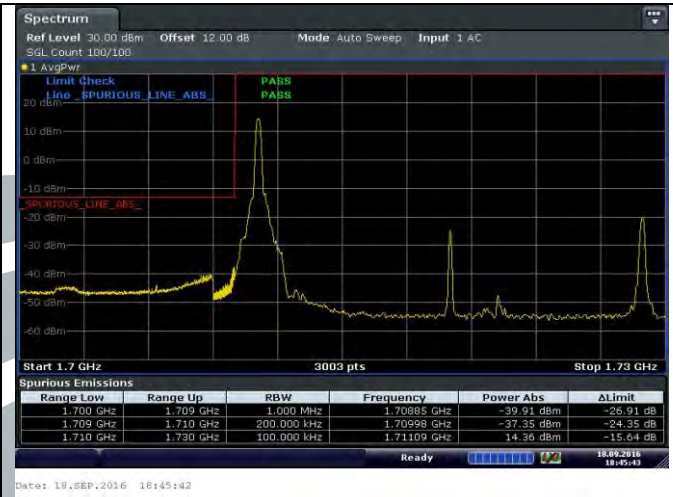 Spectrum
Ref Level 30.00 dBm Offset 12.00 dB Mode Auto Sweep Input 1 AC
SGL Count 100/100
1 AvgPwr
Limit Check PASS
Line _SPURIOUS_LINE_ABS_ PASS
20 dBm
10 dBm
0 dBm
-10 dBm
_SPURIOUS_LINE_ABS_
-20 dBm
-30 dBm
-40 dBm
-50 dBm
-60 dBm
Start 1.7 GHz 3003 pts Stop 1.73 GHz
Spurious Emissions
Range Low Range Up RBW Frequency Power Abs ΔLimit
1.700 GHz 1.709 GHz 1.000 MHz 1.70885 GHz -39.91 dBm -26.91 dB
1.709 GHz 1.710 GHz 200.000 kHz 1.70998 GHz -37.35 dBm -24.35 dB
1.710 GHz 1.730 GHz 100.000 kHz 1.71109 GHz 14.36 dBm -15.64 dB
Ready 18.09.2016
18:45:43
Date: 18.SEP.2016 18:45:42